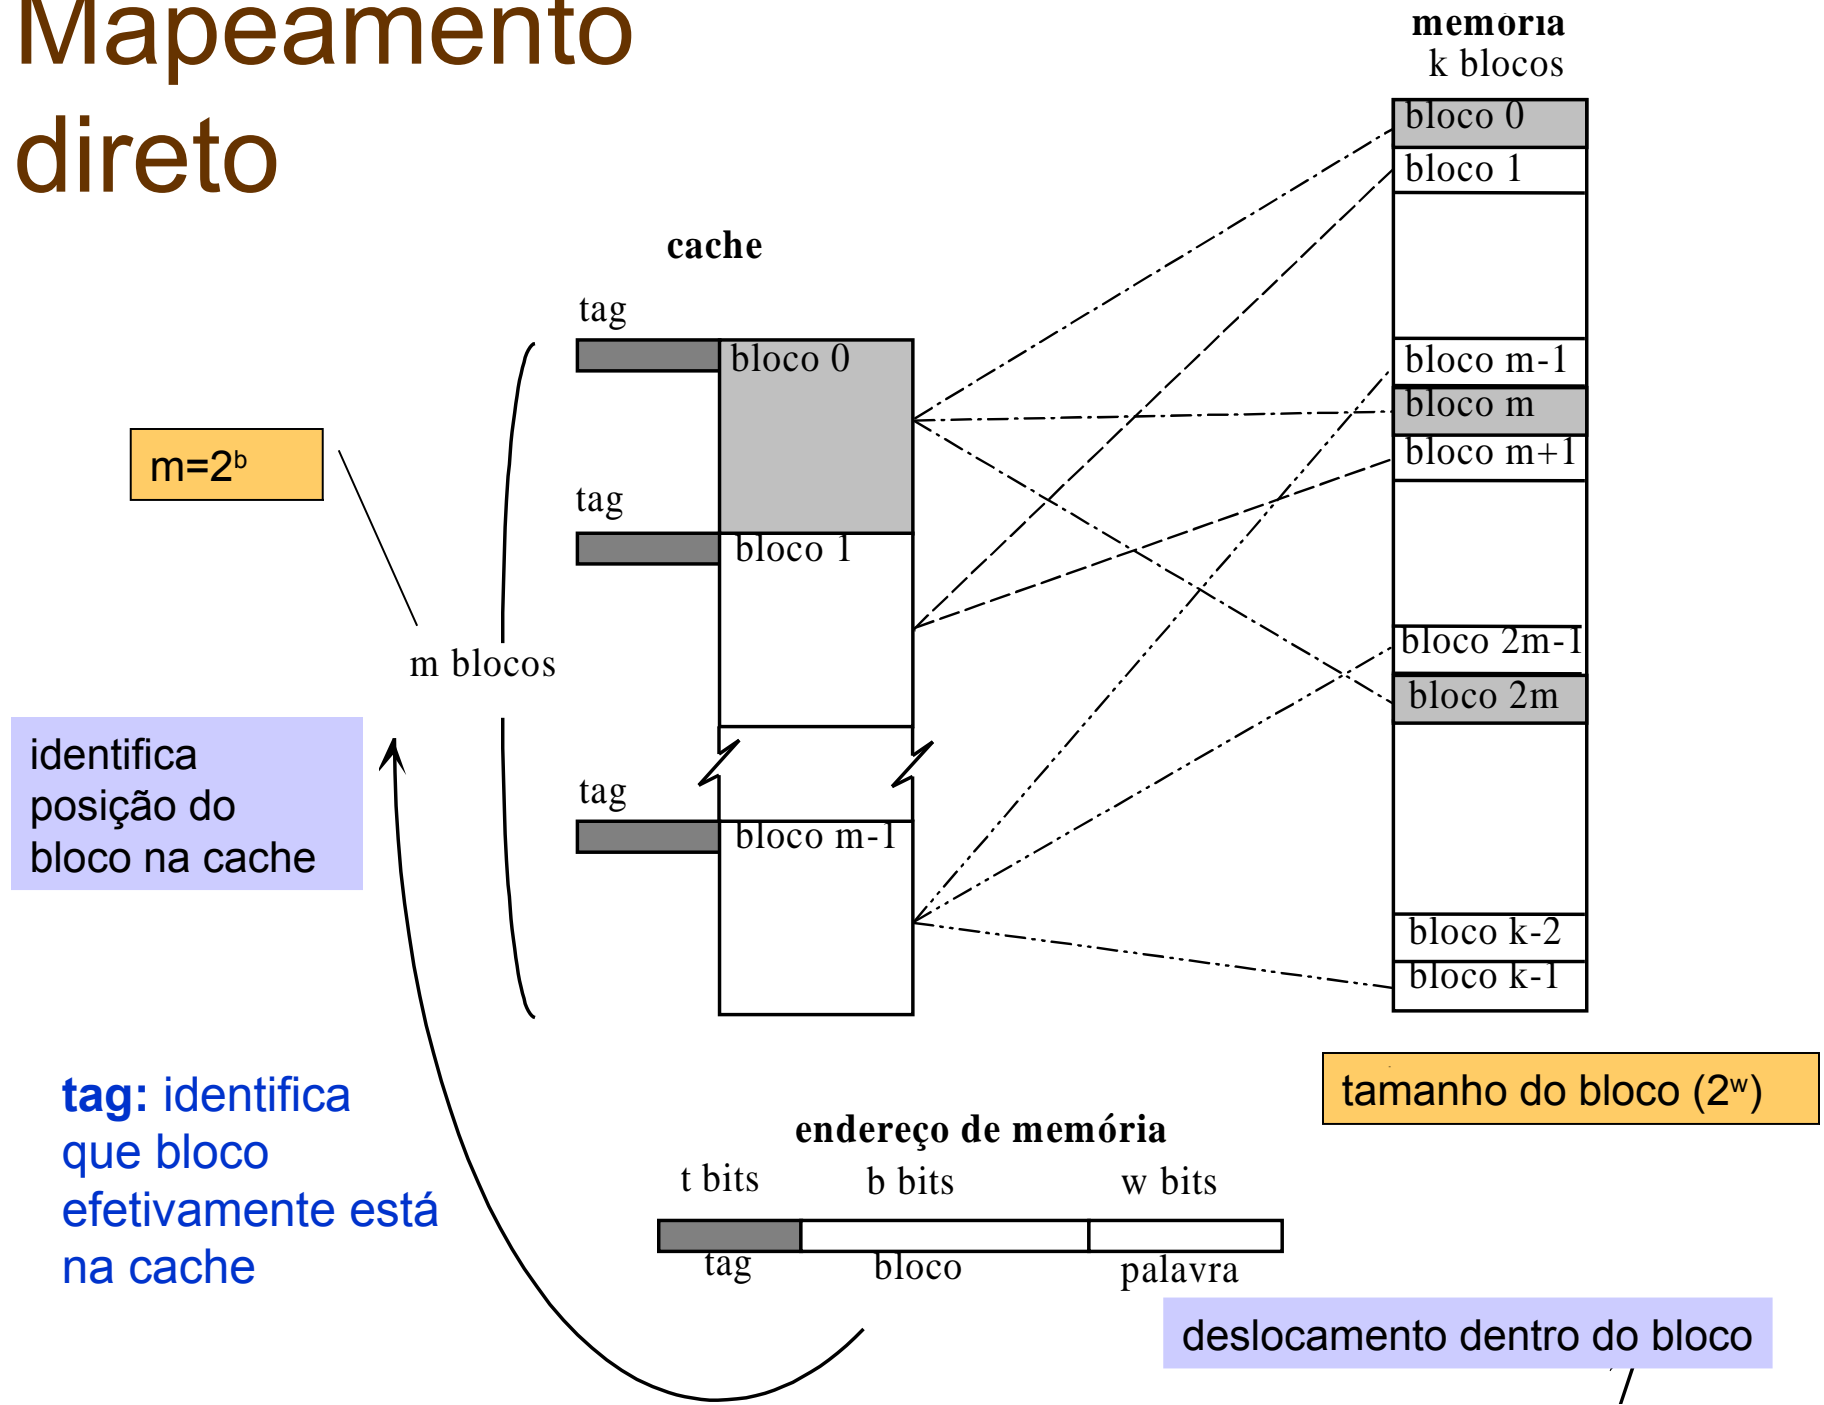 Mapeamento
direto
memória
k blocos
bloco 0
bloco 1
bloco m-1
bloco m
bloco m+1
bloco 2m-1
bloco 2m
bloco k-2
bloco k-1
cache
tag
bloco 0
tag
bloco 1
tag
bloco m-1
m=2ᵇ
m blocos
identifica
posição do
bloco na cache
tag: identifica
que bloco
efetivamente está
na cache
tamanho do bloco (2ʷ)
endereço de memória
t bits b bits w bits
tag bloco palavra
deslocamento dentro do bloco